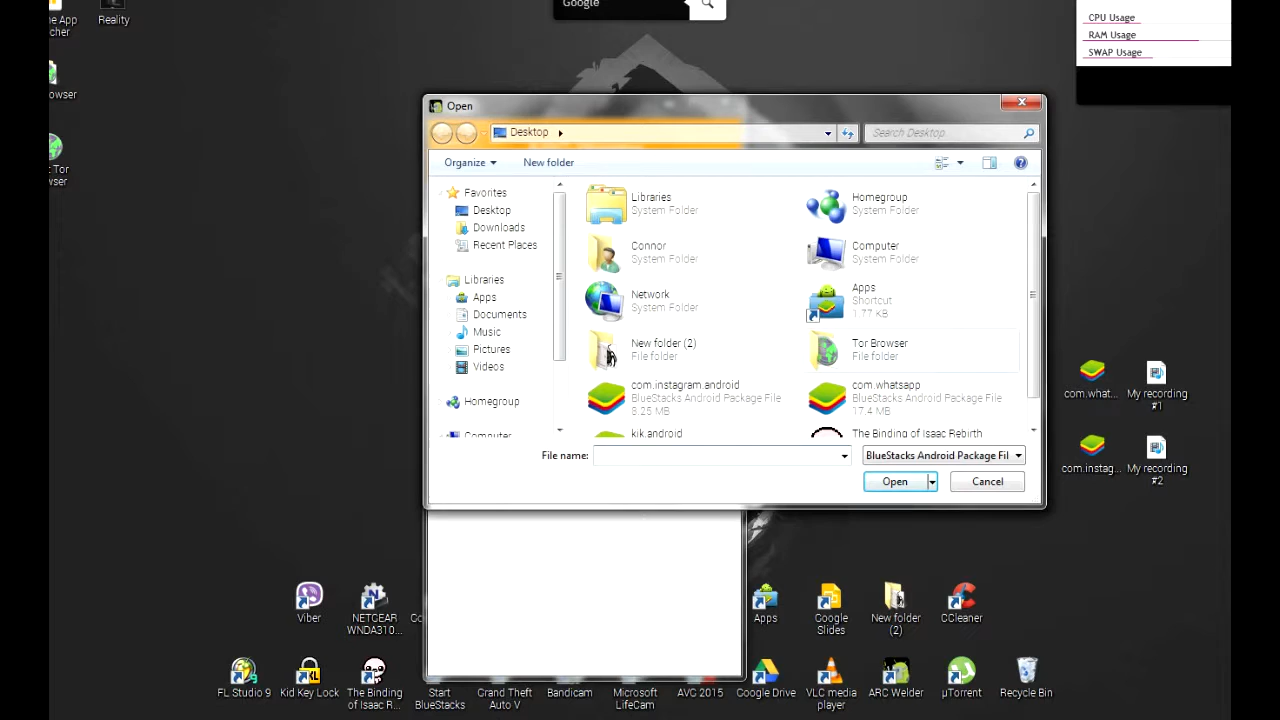 Google
CPU Usage
RAM Usage
SWAP Usage
me App
cher
Reality
owser
t Tor
wser
Open
Desktop
Search Desktop
Organize
New folder
Favorites
Desktop
Downloads
Recent Places
Libraries
Apps
Documents
Music
Pictures
Videos
Homegroup
Computer
Libraries
System Folder
Homegroup
System Folder
Connor
System Folder
Computer
System Folder
Network
System Folder
Apps
Shortcut
1.77 KB
New folder (2)
File folder
Tor Browser
File folder
com.instagram.android
BlueStacks Android Package File
8.25 MB
com.whatsapp
BlueStacks Android Package File
17.4 MB
kik.android
The Binding of Isaac Rebirth
File name:
BlueStacks Android Package Fil
Open
Cancel
com.what...
My recording
#1
com.instag...
My recording
#2
Viber
NETGEAR
WNDA310...
Apps
Google
Slides
New folder
(2)
CCleaner
FL Studio 9
Kid Key Lock
The Binding
of Isaac R...
Start
BlueStacks
Grand Theft
Auto V
Bandicam
Microsoft
LifeCam
AVG 2015
Google Drive
VLC media
player
ARC Welder
µTorrent
Recycle Bin